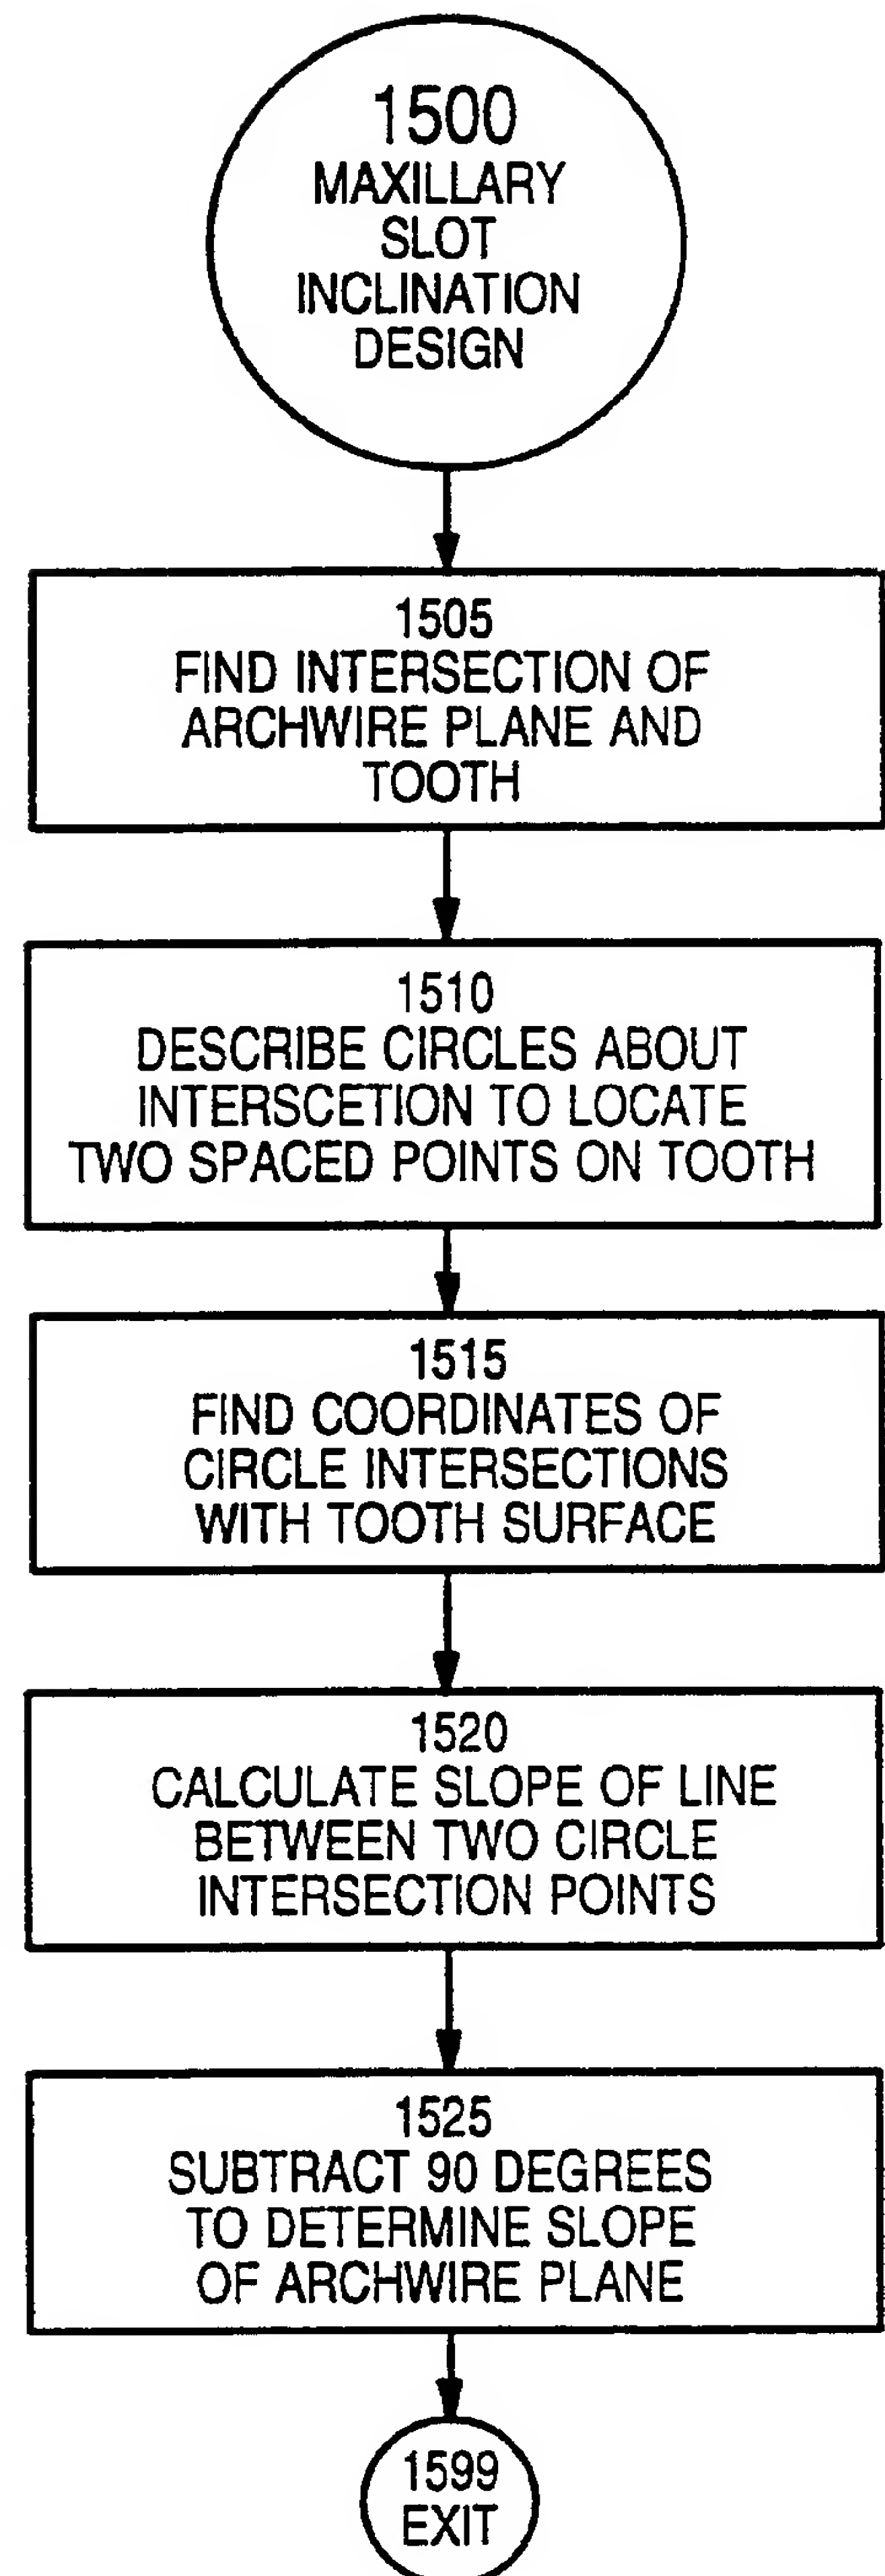 1500
MAXILLARY
SLOT
INCLINATION
DESIGN
1505
FIND INTERSECTION OF
ARCHWIRE PLANE AND
TOOTH
1510
DESCRIBE CIRCLES ABOUT
INTERSCETION TO LOCATE
TWO SPACED POINTS ON TOOTH
1515
FIND COORDINATES OF
CIRCLE INTERSECTIONS
WITH TOOTH SURFACE
1520
CALCULATE SLOPE OF LINE
BETWEEN TWO CIRCLE
INTERSECTION POINTS
1525
SUBTRACT 90 DEGREES
TO DETERMINE SLOPE
OF ARCHWIRE PLANE
1599
EXIT